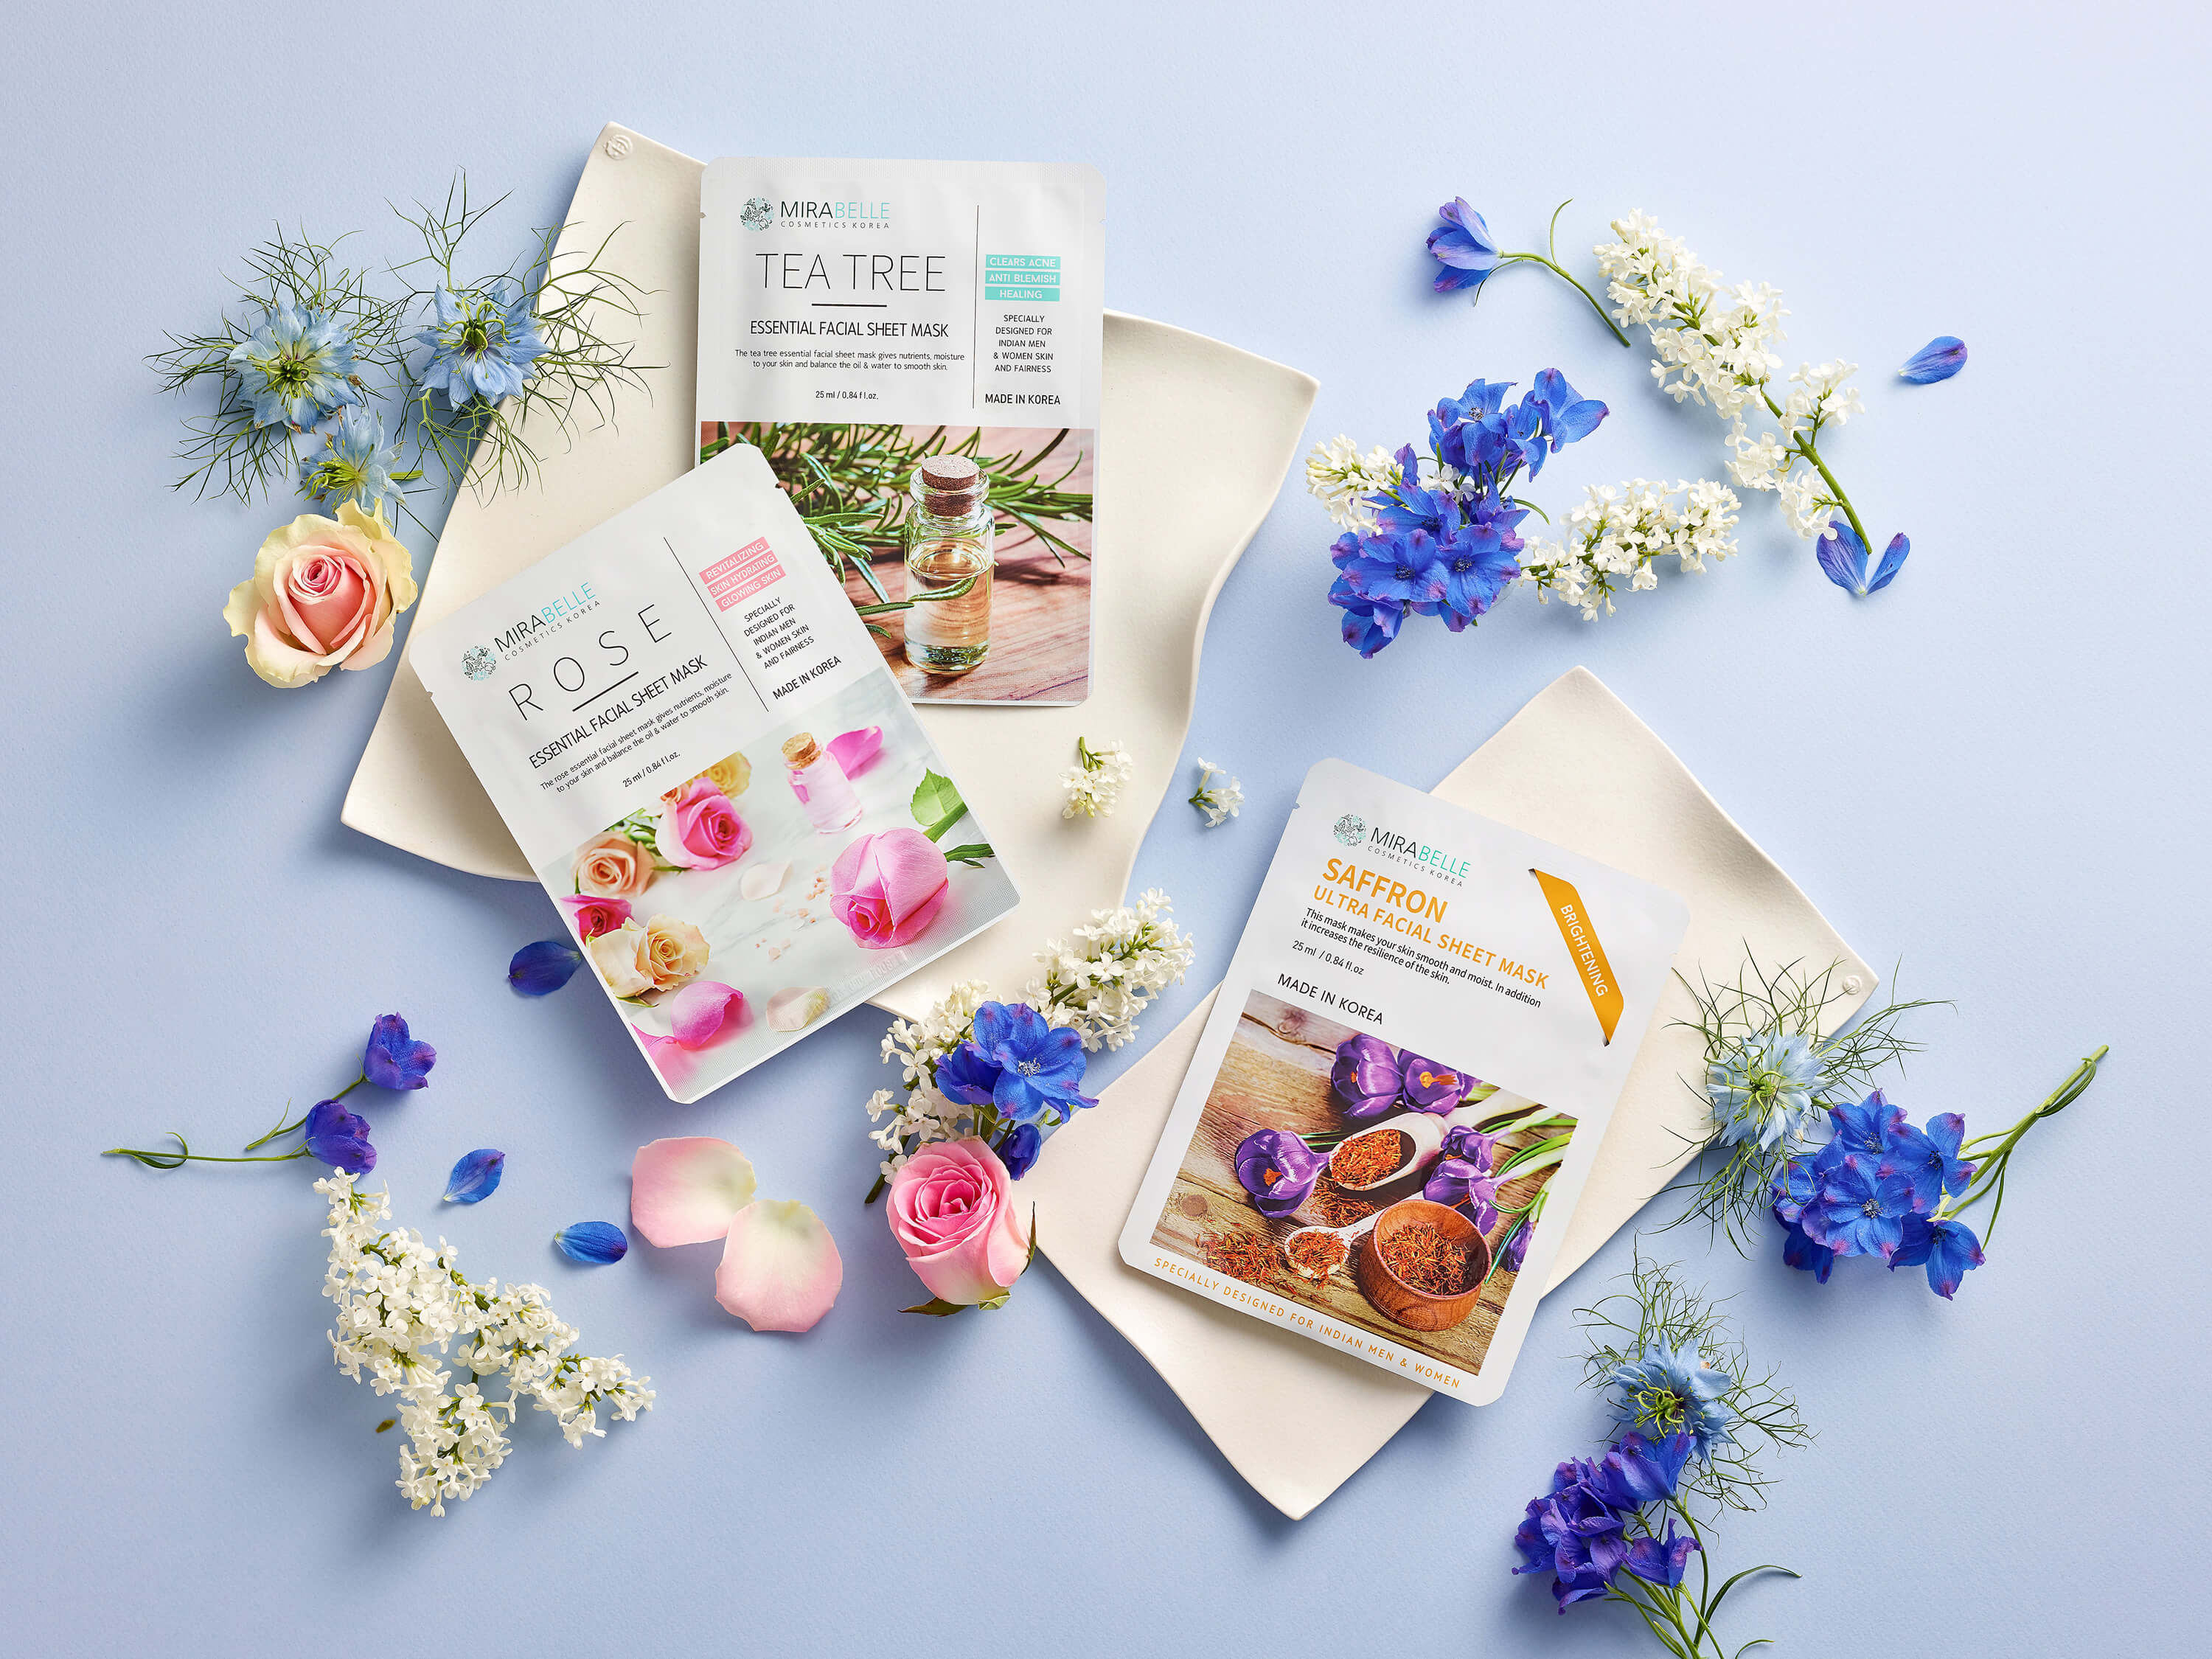 MIRABELLE
COSMETICS KOREA
TEA TREE
ESSENTIAL FACIAL SHEET MASK
The tea tree essential facial sheet mask gives nutrients, moisture
to your skin and balance the oil & water to smooth skin.
25 ml / 0.84 fl.oz.
CLEARS ACNE
ANTI BLEMISH
HEALING
SPECIALLY
DESIGNED FOR
INDIAN MEN
& WOMEN SKIN
AND FAIRNESS
MADE IN KOREA
MIRABELLE
COSMETICS KOREA
ROSE
ESSENTIAL FACIAL SHEET MASK
The rose essential facial sheet mask gives nutrients, moisture
to your skin and balance the oil & water to smooth skin.
25 ml / 0.84 fl.oz.
REVITALIZING
SKIN HYDRATING
GLOWING SKIN
SPECIALLY
DESIGNED FOR
INDIAN MEN
& WOMEN SKIN
AND FAIRNESS
MADE IN KOREA
MIRABELLE
COSMETICS KOREA
SAFFRON
ULTRA FACIAL SHEET MASK
This mask makes your skin smooth and moist. In addition
it increases the resilience of the skin.
25 ml / 0.84 fl.oz
MADE IN KOREA
BRIGHTENING
SPECIALLY DESIGNED FOR INDIAN MEN & WOMEN